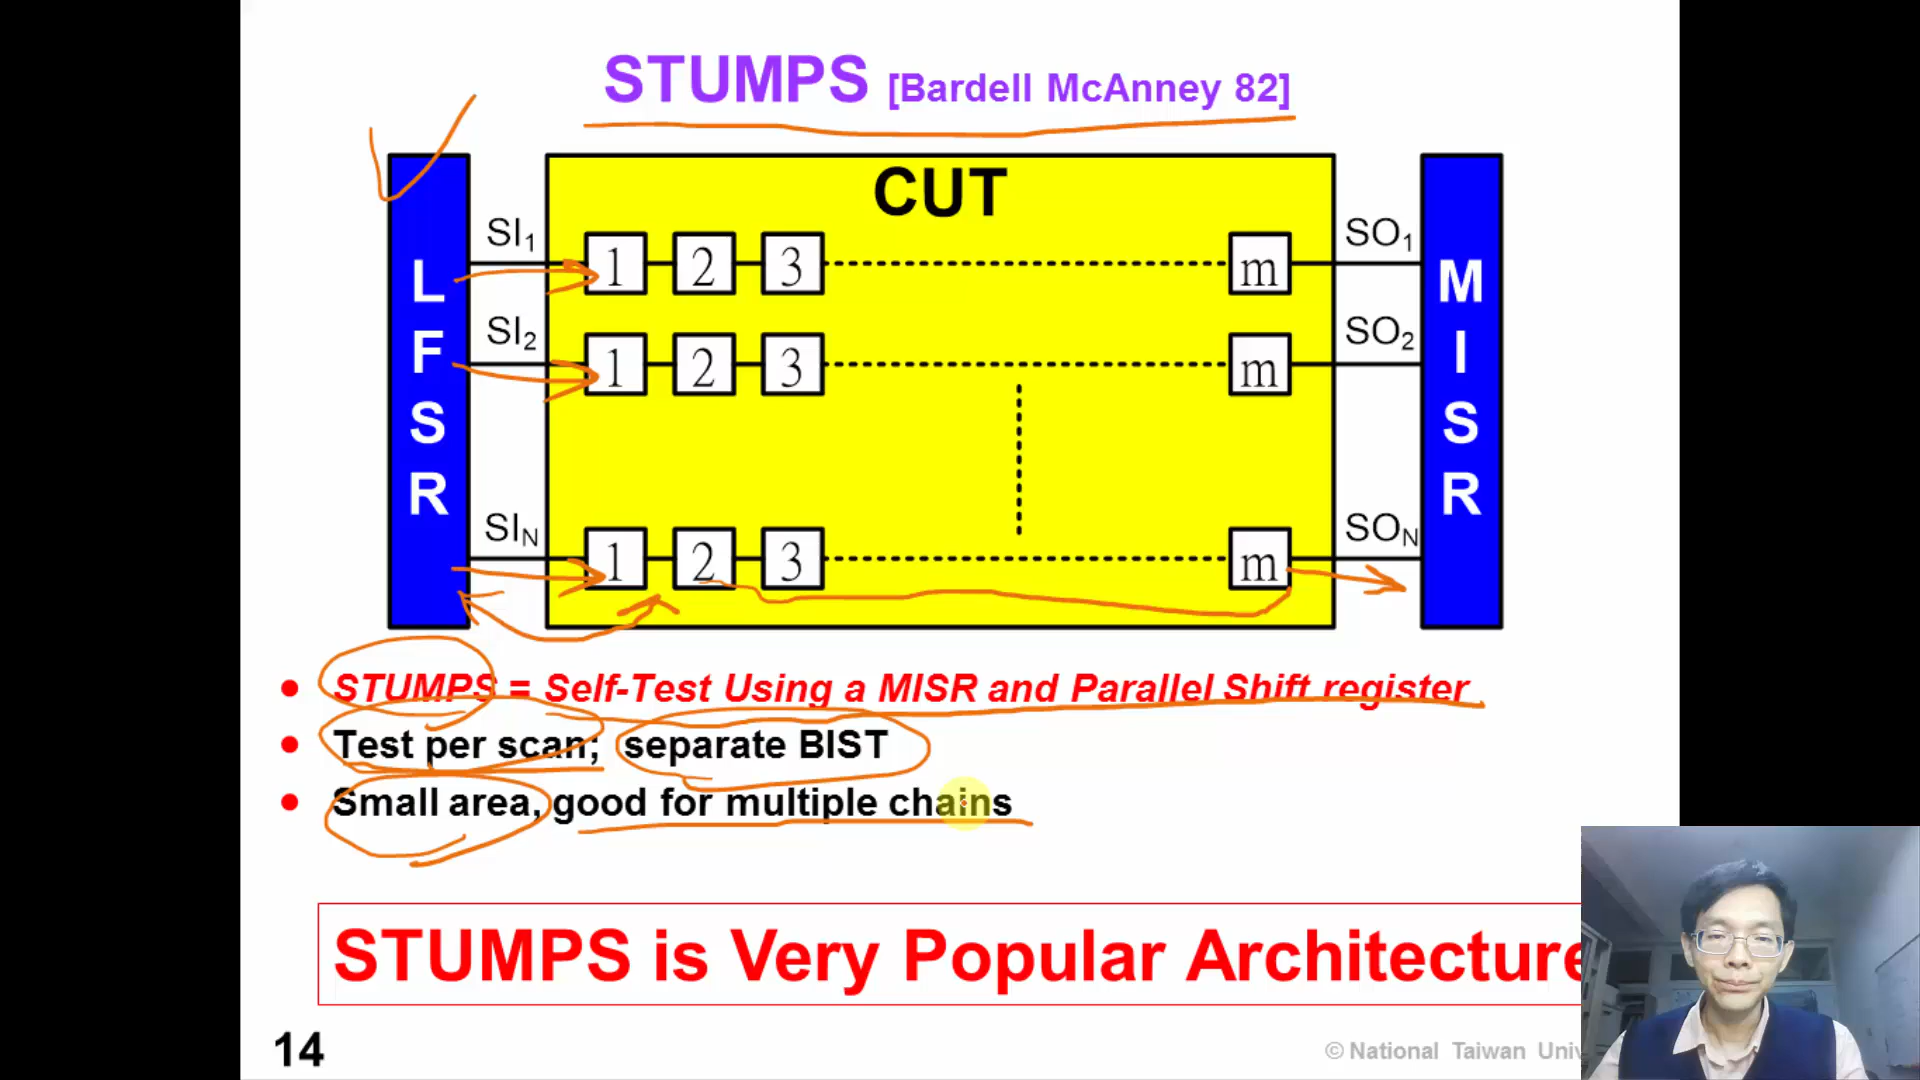 STUMPS [Bardell McAnney 82]
CUT
L
F
S
R
SI1
1 2 3 m
SO1
SI2
1 2 3 m
SO2
SIN
1 2 3 m
SON
M
I
S
R
• STUMPS = Self-Test Using a MISR and Parallel Shift register
• Test per scan; separate BIST
• Small area, good for multiple chains
STUMPS is Very Popular Architecture
14
© National Taiwan